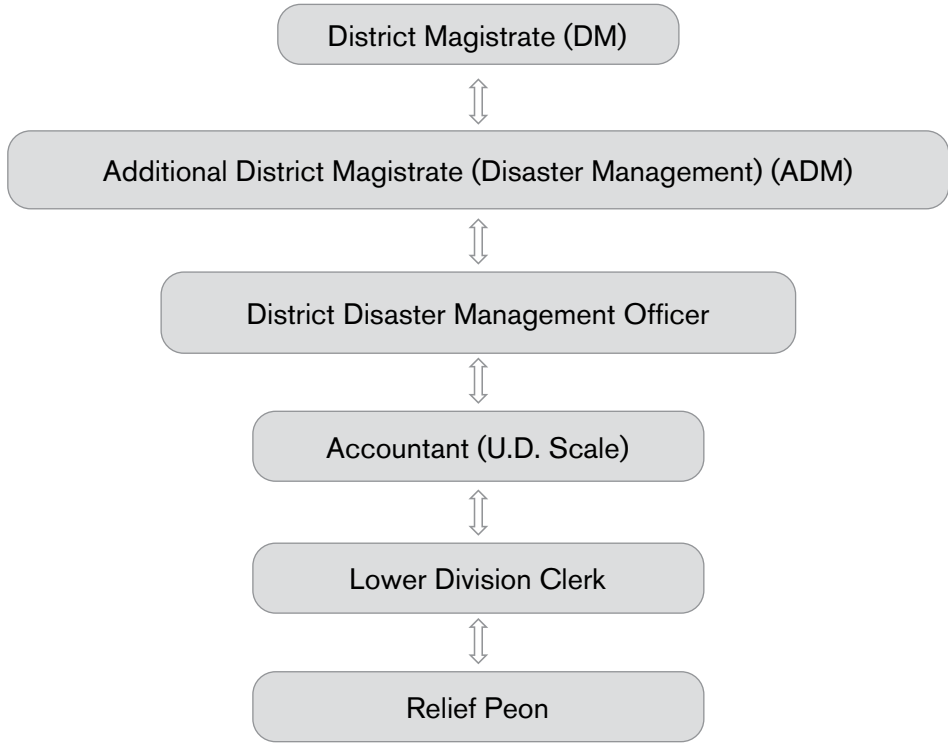 District Magistrate (DM)
Additional District Magistrate (Disaster Management) (ADM)
District Disaster Management Officer
Accountant (U.D. Scale)
Lower Division Clerk
Relief Peon